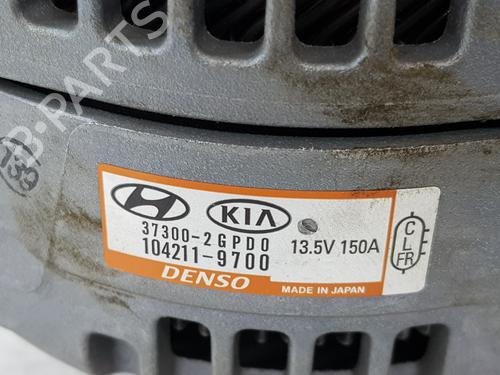 B-PARTS
KIA
37300-2GPD0
104211-9700
13.5V 150A
DENSO
MADE IN JAPAN
C
L
FR